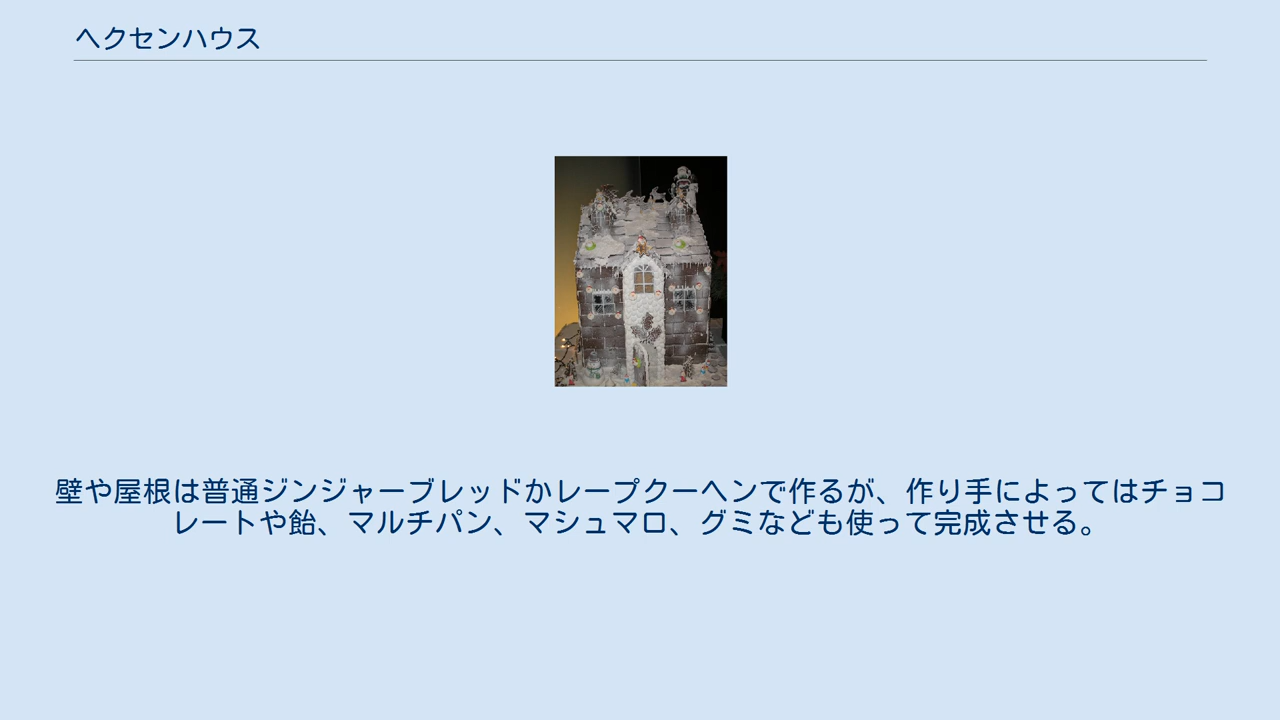 ヘクセンハウス
壁や屋根は普通ジンジャーブレッドかレープクーヘンで作るが、作り手によってはチョコ
レートや飴、マルチパン、マシュマロ、グミなども使って完成させる。